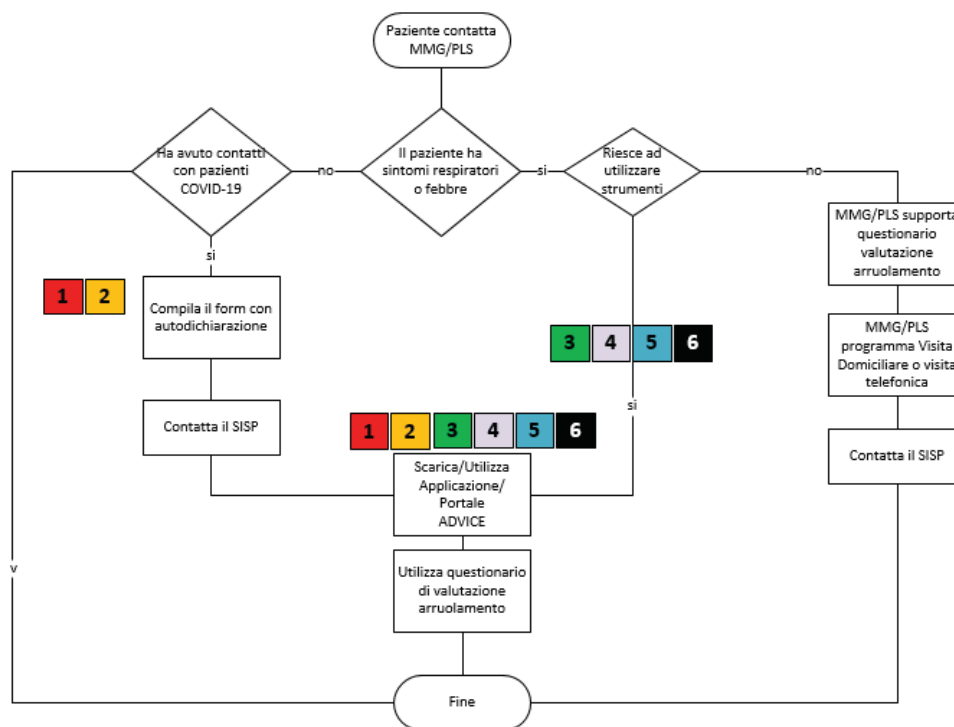 Paziente contatta
MMG/PLS
Ha avuto contatti
con pazienti
COVID-19
no
Il paziente ha
sintomi respiratori
o febbre
si
Riesce ad
utilizzare
strumenti
no
si
MMG/PLS supporta
questionario
valutazione
arruolamento
1
2
Compila il form con
autodichiarazione
3
4
5
6
MMG/PLS
programma Visita
Domiciliare o visita
telefonica
si
Contatta il SISP
1
2
3
4
5
6
Contatta il SISP
Scarica/Utilizza
Applicazione/
Portale
ADVICE
v
Utilizza questionario
di valutazione
arruolamento
Fine